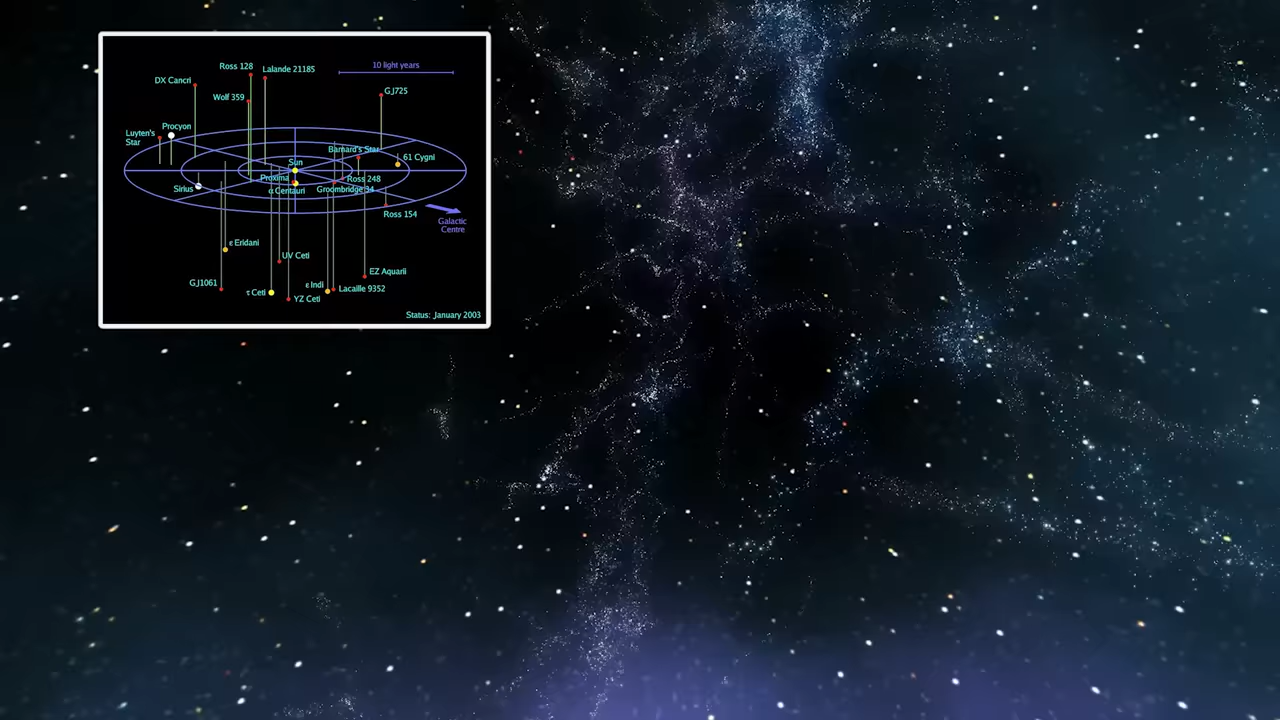 Ross 128
Lalande 21185
10 light years
DX Cancri
Wolf 359
GJ725
Luyten's
Star
Procyon
Barnard's Star
61 Cygni
Sun
Proxima
Ross 248
Sirius
α Centauri
Groombridge 34
Ross 154
Galactic
Centre
ε Eridani
UV Ceti
EZ Aquarii
GJ1061
τ Ceti
ε Indi
Lacaille 9352
YZ Ceti
Status: January 2003